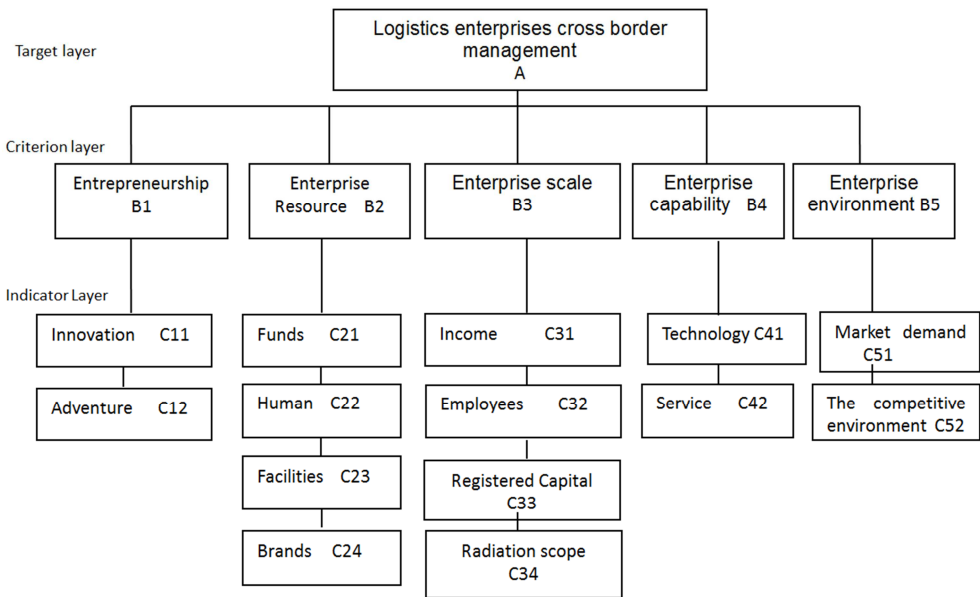 Logistics enterprises cross border
management
A
Target layer
Criterion layer
Entrepreneurship
B1
Enterprise
Resource B2
Enterprise scale
B3
Enterprise
capability B4
Enterprise
environment B5
Indicator Layer
Innovation C11
Funds C21
Income C31
Technology C41
Market demand
C51
Adventure C12
Human C22
Employees C32
Service C42
The competitive
environment C52
Facilities C23
Registered Capital
C33
Brands C24
Radiation scope
C34